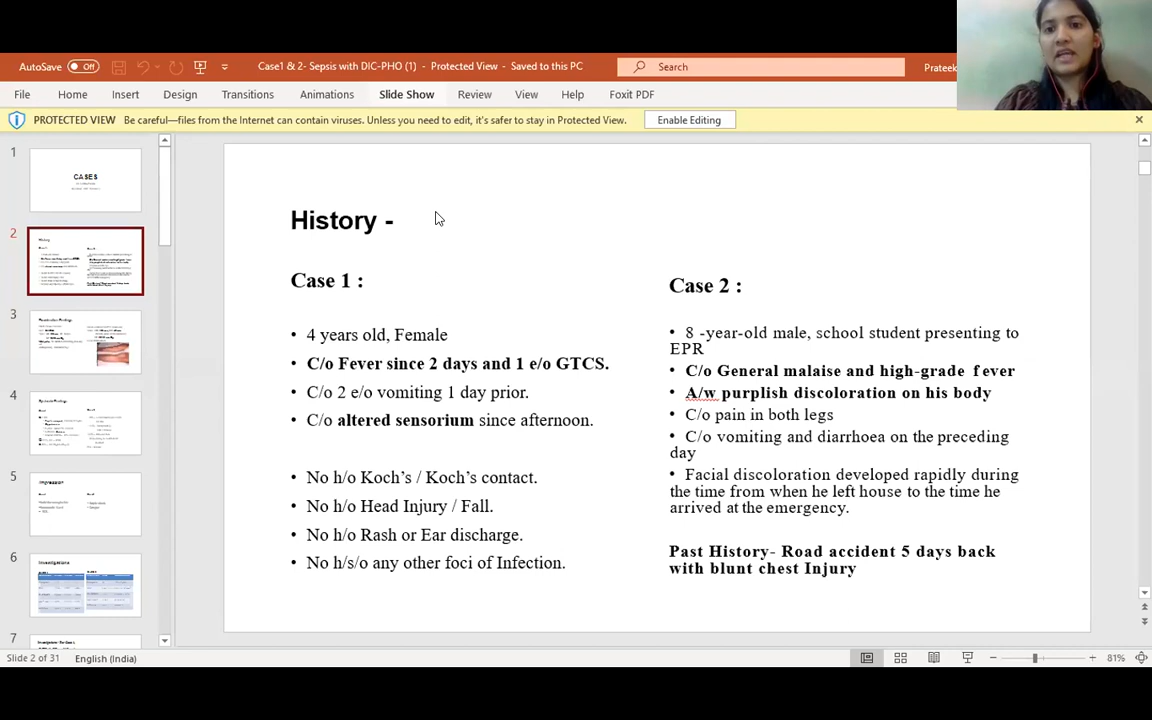 AutoSave Off
Case1 & 2- Sepsis with DIC-PHO (1) - Protected View - Saved to this PC
Search
Prateek
File Home Insert Design Transitions Animations Slide Show Review View Help Foxit PDF
PROTECTED VIEW Be careful—files from the Internet can contain viruses. Unless you need to edit, it's safer to stay in Protected View.
Enable Editing
1
CASES
2
3
4
5
6
7
History -
Case 1 :
• 4 years old, Female
• C/o Fever since 2 days and 1 e/o GTCS.
• C/o 2 e/o vomiting 1 day prior.
• C/o altered sensorium since afternoon.
• No h/o Koch's / Koch's contact.
• No h/o Head Injury / Fall.
• No h/o Rash or Ear discharge.
• No h/s/o any other foci of Infection.
Case 2 :
• 8 -year-old male, school student presenting to
EPR
• C/o General malaise and high-grade fever
• A/w purplish discoloration on his body
• C/o pain in both legs
• C/o vomiting and diarrhoea on the preceding
day
• Facial discoloration developed rapidly during
the time from when he left house to the time he
arrived at the emergency.
Past History- Road accident 5 days back
with blunt chest Injury
Slide 2 of 31 English (India)
81%